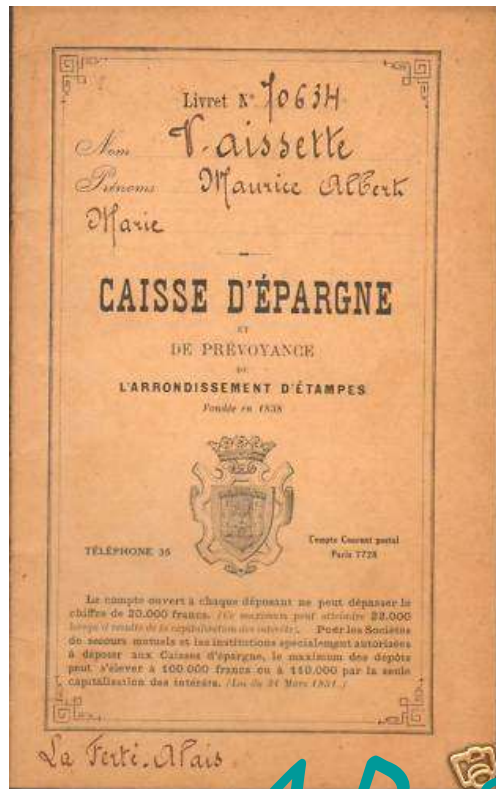 Livret N° 70634
Nom Vaissette
Prénoms Maurice Albert
Marie
CAISSE D'ÉPARGNE
ET
DE PRÉVOYANCE
DE
L'ARRONDISSEMENT D'ÉTAMPES
Fondée en 1838
TÉLÉPHONE 35
Compte Courant postal
Paris 7728
Le compte ouvert à chaque déposant ne peut dépasser le
chiffre de 20.000 francs. (Ce maximum peut atteindre 22.000
lorsqu'il résulte de la capitalisation des intérêts). Pour les Sociétés
de secours mutuels et les institutions spécialement autorisées
à déposer aux Caisses d'épargne, le maximum des dépôts
peut s'élever à 100.000 francs ou à 110.000 par la seule
capitalisation des intérêts. (Loi du 31 Mars 1931.)
La Ferté-Alais